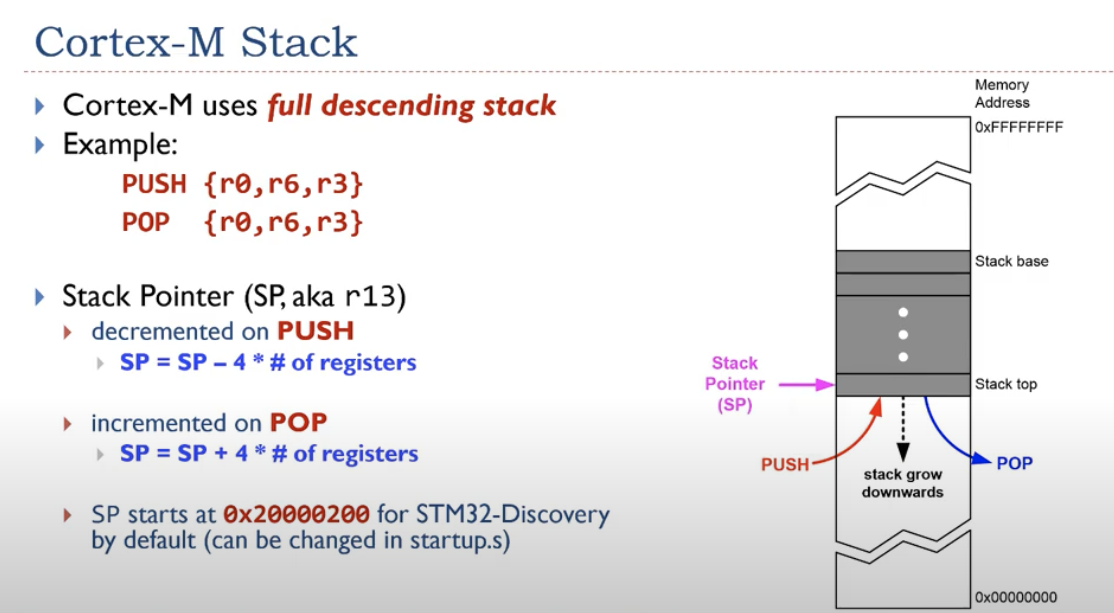 Cortex-M Stack
Cortex-M uses full descending stack
Example:
PUSH {r0,r6,r3}
POP {r0,r6,r3}
Stack Pointer (SP, aka r13)
decremented on PUSH
SP = SP – 4 * # of registers
incremented on POP
SP = SP + 4 * # of registers
SP starts at 0x20000200 for STM32-Discovery
by default (can be changed in startup.s)
Memory
Address
0xFFFFFFFF
Stack base
Stack
Pointer
(SP)
Stack top
PUSH
POP
stack grow
downwards
0x00000000